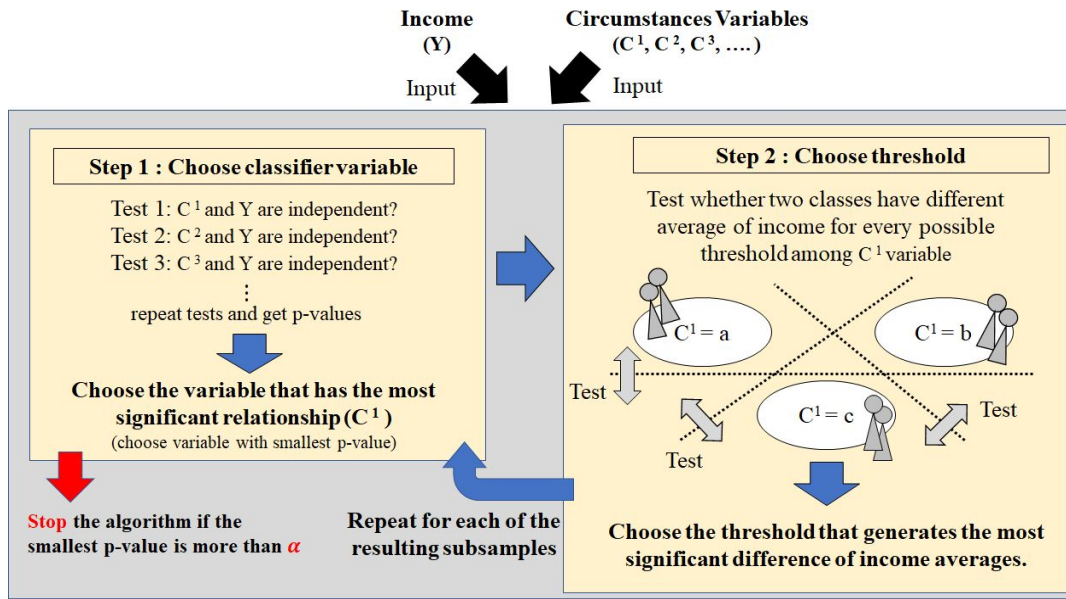 Income
(Y)
Circumstances Variables
(C¹, C², C³, ….)
Input
Input
Step 1 : Choose classifier variable
Test 1: C¹ and Y are independent?
Test 2: C² and Y are independent?
Test 3: C³ and Y are independent?
⋮
repeat tests and get p-values
Choose the variable that has the most
significant relationship (C¹)
(choose variable with smallest p-value)
Stop the algorithm if the
smallest p-value is more than α
Repeat for each of the
resulting subsamples
Step 2 : Choose threshold
Test whether two classes have different
average of income for every possible
threshold among C¹ variable
C¹ = a
C¹ = b
Test
C¹ = c
Test
Test
Choose the threshold that generates the most
significant difference of income averages.